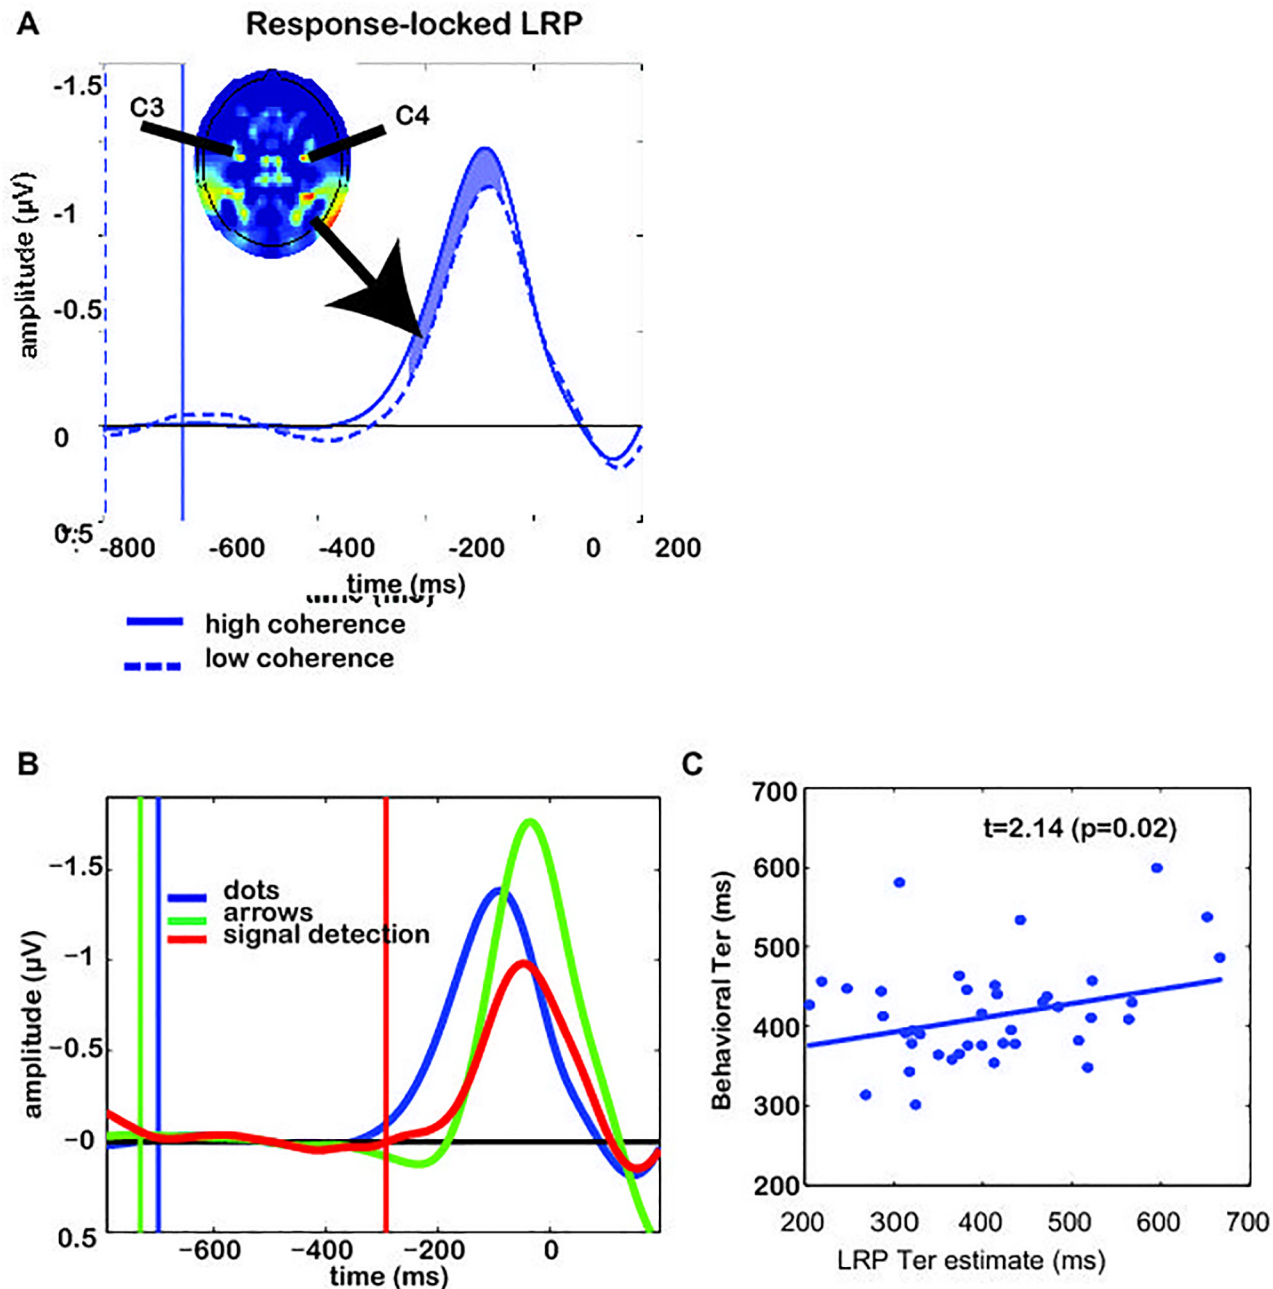 A
Response-locked LRP
-1.5
C3
C4
-1
amplitude (µV)
-0.5
0
0.5
-800 -600 -400 -200 0 200
time (ms)
high coherence
low coherence
B
−1.5
dots
arrows
signal detection
−1
amplitude (µV)
−0.5
−0
0.5
−600 −400 −200 0
time (ms)
C
700
t=2.14 (p=0.02)
600
Behavioral Ter (ms)
500
400
300
200
200 300 400 500 600 700
LRP Ter estimate (ms)